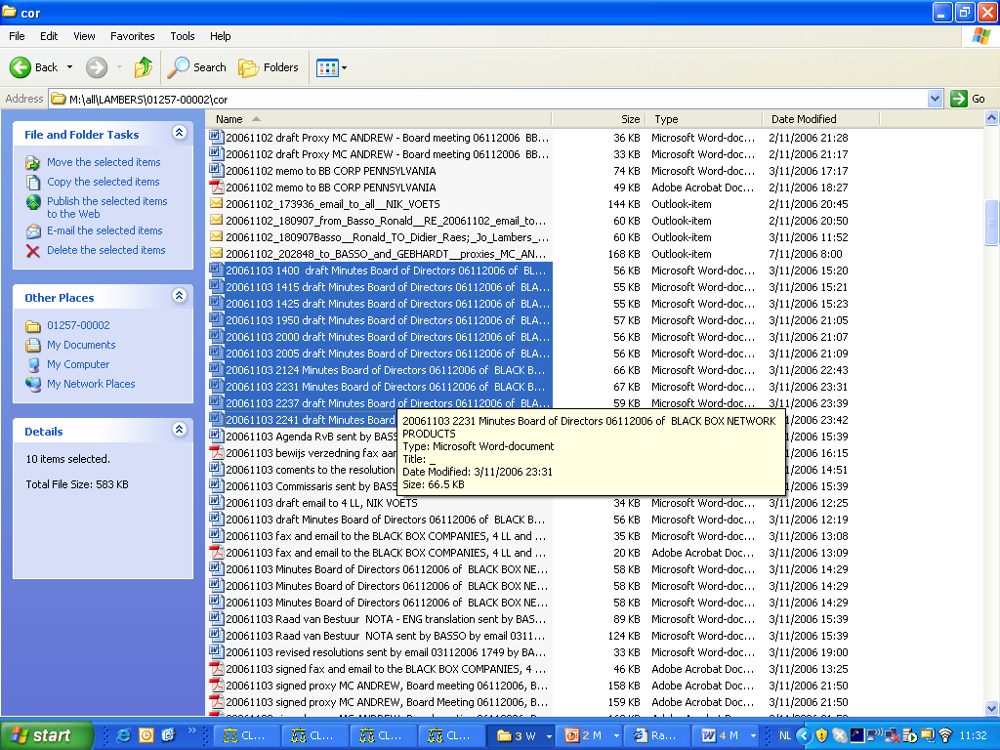 cor
File Edit View Favorites Tools Help
Back Search Folders
Address M:\all\LAMBERS\01257-00002\cor Go
File and Folder Tasks
Move the selected items
Copy the selected items
Publish the selected items
to the Web
E-mail the selected items
Delete the selected items
Other Places
01257-00002
My Documents
My Computer
My Network Places
Details
10 items selected.
Total File Size: 583 KB
Name Size Type Date Modified
20061102 draft Proxy MC ANDREW - Board meeting 06112006 BB... 36 KB Microsoft Word-doc... 2/11/2006 21:28
20061102 draft Proxy MC ANDREW - Board meeting 06112006 BB... 33 KB Microsoft Word-doc... 2/11/2006 21:17
20061102 memo to BB CORP PENNSYLVANIA 74 KB Microsoft Word-doc... 3/11/2006 17:17
20061102 memo to BB CORP PENNSYLVANIA 49 KB Adobe Acrobat Doc... 2/11/2006 18:27
20061102_173936_email_to_all__NIK_VOETS 144 KB Outlook-item 2/11/2006 20:45
20061102_180907_from_Basso_Ronald__RE_20061102_email_to... 60 KB Outlook-item 2/11/2006 20:50
20061102_180907Basso__Ronald_TO_Didier_Raes;_Jo_Lambers_... 60 KB Outlook-item 3/11/2006 11:52
20061102_202848_to_BASSO_and_GEBHARDT__proxies_MC_AN... 168 KB Outlook-item 7/11/2006 8:00
20061103 1400 draft Minutes Board of Directors 06112006 of BL... 56 KB Microsoft Word-doc... 3/11/2006 15:20
20061103 1415 draft Minutes Board of Directors 06112006 of BLA... 55 KB Microsoft Word-doc... 3/11/2006 15:21
20061103 1425 draft Minutes Board of Directors 06112006 of BLA... 55 KB Microsoft Word-doc... 3/11/2006 15:23
20061103 1950 draft Minutes Board of Directors 06112006 of BLA... 57 KB Microsoft Word-doc... 3/11/2006 21:05
20061103 2000 draft Minutes Board of Directors 06112006 of BLA... 56 KB Microsoft Word-doc... 3/11/2006 21:07
20061103 2005 draft Minutes Board of Directors 06112006 of BLA... 56 KB Microsoft Word-doc... 3/11/2006 21:09
20061103 2124 Minutes Board of Directors 06112006 of BLACK B... 66 KB Microsoft Word-doc... 3/11/2006 22:43
20061103 2231 Minutes Board of Directors 06112006 of BLACK B... 67 KB Microsoft Word-doc... 3/11/2006 23:31
20061103 2237 draft Minutes Board of Directors 06112006 of BLA... 59 KB Microsoft Word-doc... 3/11/2006 23:39
20061103 2241 draft Minutes Board 6 23:42
20061103 2231 Minutes Board of Directors 06112006 of BLACK BOX NETWORK
PRODUCTS
Type: Microsoft Word-document
Title: _
Date Modified: 3/11/2006 23:31
Size: 66.5 KB
20061103 Agenda RvB sent by BASS 6 15:39
20061103 bewijs verzedning fax aan 6 16:15
20061103 coments to the resolution 6 14:51
20061103 Commissaris sent by BASS 6 15:39
20061103 draft email to 4 LL, NIK VOETS 34 KB Microsoft Word-doc... 3/11/2006 12:25
20061103 draft Minutes Board of Directors 06112006 of BLACK B... 56 KB Microsoft Word-doc... 3/11/2006 12:19
20061103 fax and email to the BLACK BOX COMPANIES, 4 LL and ... 35 KB Microsoft Word-doc... 3/11/2006 13:08
20061103 fax and email to the BLACK BOX COMPANIES, 4 LL and ... 20 KB Adobe Acrobat Doc... 3/11/2006 13:09
20061103 Minutes Board of Directors 06112006 of BLACK BOX NE... 58 KB Microsoft Word-doc... 3/11/2006 14:29
20061103 Minutes Board of Directors 06112006 of BLACK BOX NE... 58 KB Microsoft Word-doc... 3/11/2006 14:29
20061103 Minutes Board of Directors 06112006 of BLACK BOX NE... 58 KB Microsoft Word-doc... 3/11/2006 14:29
20061103 Raad van Bestuur NOTA - ENG translation sent by BAS... 89 KB Microsoft Word-doc... 3/11/2006 15:39
20061103 Raad van Bestuur NOTA sent by BASSO by email 0311... 124 KB Microsoft Word-doc... 3/11/2006 15:39
20061103 revised resolutions sent by email 03112006 1749 by BA... 33 KB Microsoft Word-doc... 3/11/2006 19:00
20061103 signed fax and email to the BLACK BOX COMPANIES, 4 ... 46 KB Adobe Acrobat Doc... 3/11/2006 13:25
20061103 signed proxy MC ANDREW, Board Meeting 06112006, B... 158 KB Adobe Acrobat Doc... 3/11/2006 21:50
20061103 signed proxy MC ANDREW, Board Meeting 06112006, B... 159 KB Adobe Acrobat Doc... 3/11/2006 21:50
start CL... CL... CL... CL... 3 W 2 M Ra... 4 M NL 11:32